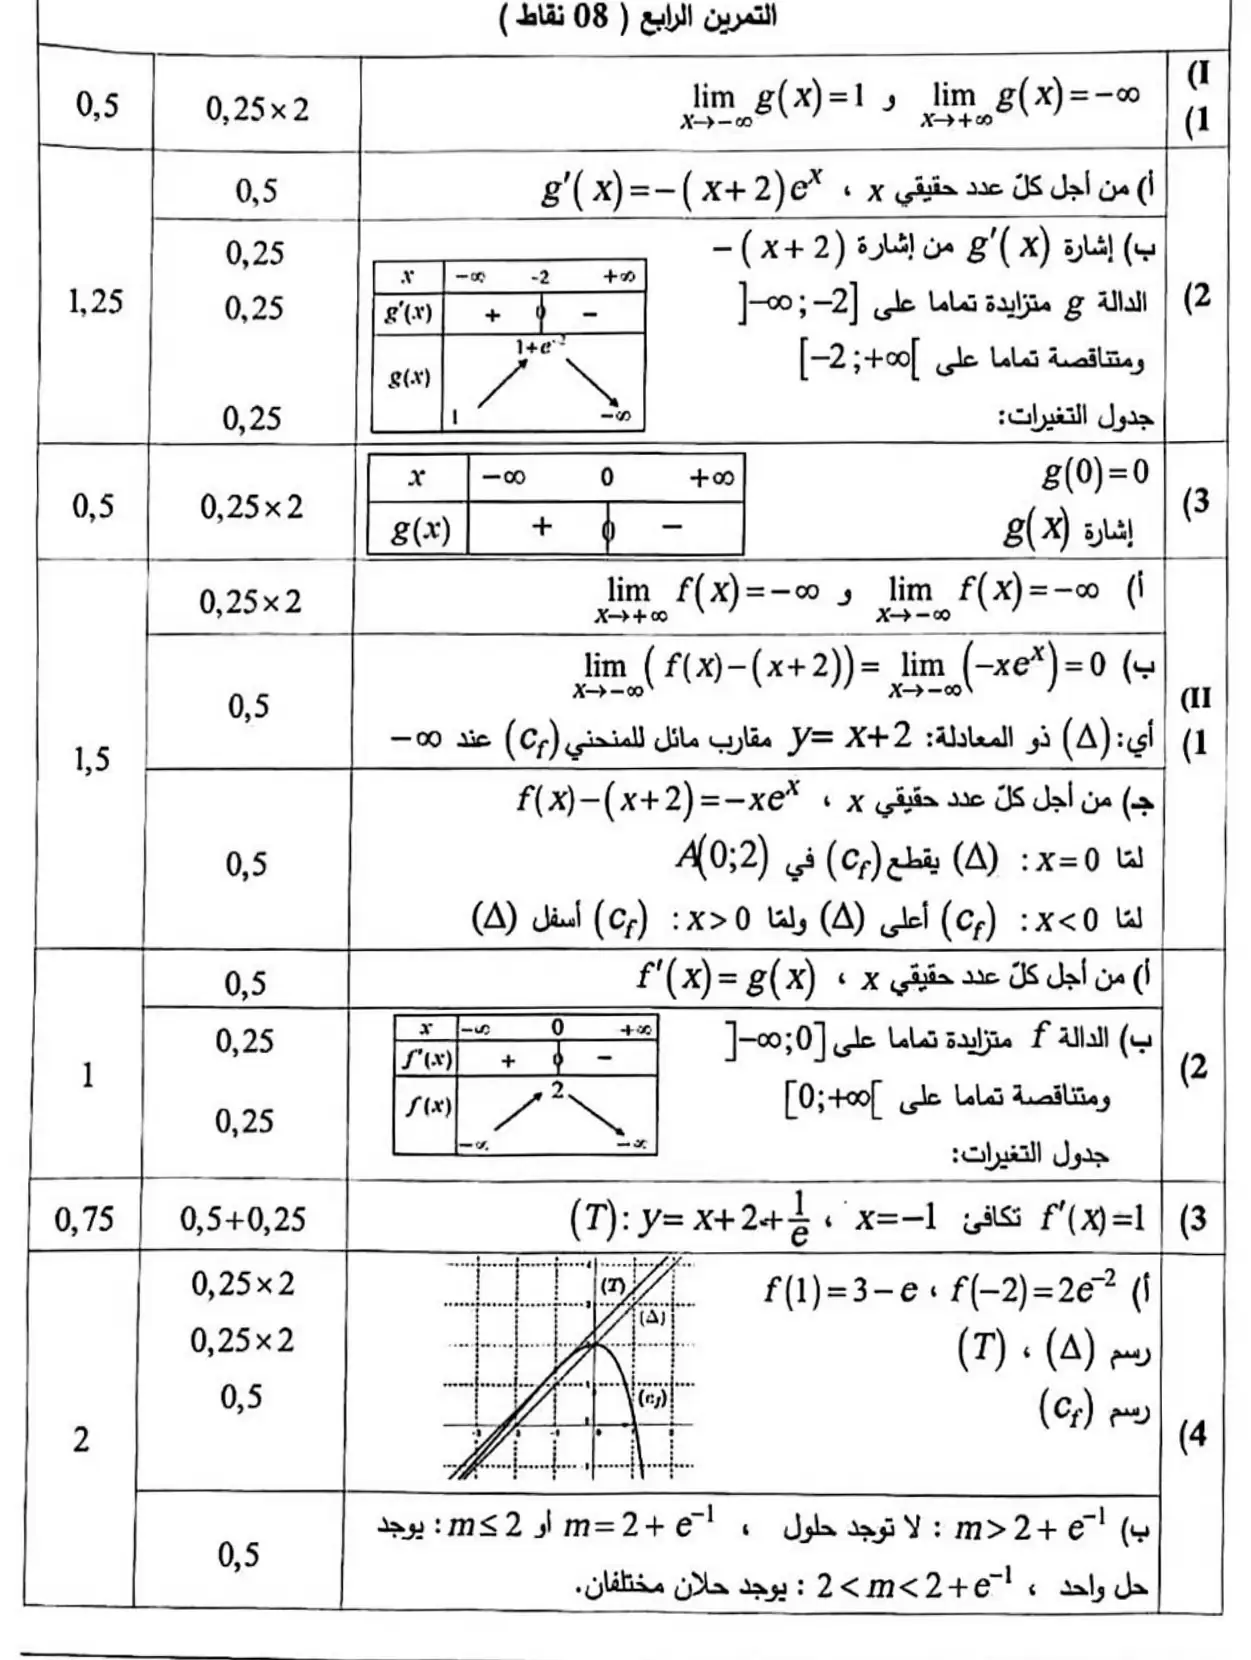 التمرين الرابع ( 08 نقاط )
I)
1) lim_{x→+∞} g(x)=−∞ و lim_{x→−∞} g(x)=1 0,25×2 0,5
2) أ) من أجل كلّ عدد حقيقي x ، g′(x)=−(x+2)e^x 0,5 1,25
ب) إشارة g′(x) من إشارة −(x+2) 0,25
الدالة g متزايدة تماما على ]−∞;−2] 0,25
ومتناقصة تماما على [−2;+∞[
جدول التغيرات: 0,25
x −∞ -2 +∞
g′(x) + 0 −
g(x) 1 1+e^{-2} −∞
3) g(0)=0 0,25×2 0,5
إشارة g(x)
x −∞ 0 +∞
g(x) + 0 −
II)
1) أ) lim_{x→−∞} f(x)=−∞ و lim_{x→+∞} f(x)=−∞ 0,25×2 1,5
ب) lim_{x→−∞} (f(x)−(x+2))= lim_{x→−∞} (−xe^x)=0 0,5
أي:(Δ) ذو المعادلة: y= x+2 مقارب مائل للمنحني (C_f) عند −∞
جـ) من أجل كلّ عدد حقيقي x ، f(x)−(x+2)=−xe^x 0,5
لمّا x=0 : (Δ) يقطع (C_f) في A(0;2)
لمّا x<0 : (C_f) أعلى (Δ) ولمّا x>0 : (C_f) أسفل (Δ)
2) أ) من أجل كلّ عدد حقيقي x ، f′(x)=g(x) 0,5 1
ب) الدالة f متزايدة تماما على ]−∞;0] 0,25
ومتناقصة تماما على [0;+∞[ 0,25
جدول التغيرات:
x −∞ 0 +∞
f′(x) + 0 −
f(x) −∞ 2 −∞
3) f′(x)=1 تكافئ x=−1 ، (T): y= x+2+1/e 0,5+0,25 0,75
4) أ) f(−2)=2e^{−2} ، f(1)=3−e 0,25×2 2
رسم (Δ) ، (T) 0,25×2
رسم (C_f) 0,5
(T)
(Δ)
(C_f)
ب) m>2+e^{−1} : لا توجد حلول ، m=2+e^{−1} أو m≤2 : يوجد 0,5
حل واحد ، 2<m<2+e^{−1} : يوجد حلان مختلفان.